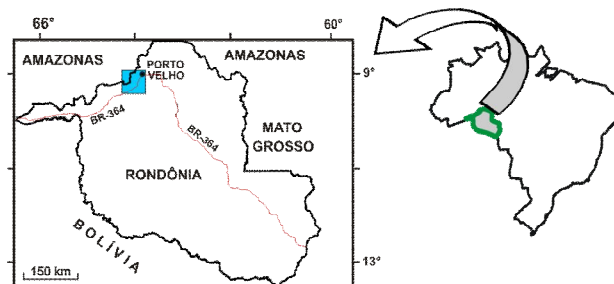 66° 60°
AMAZONAS AMAZONAS
PORTO
VELHO
9°
BR-364
BR-364
MATO
GROSSO
RONDÔNIA
BOLÍVIA
150 km
13°